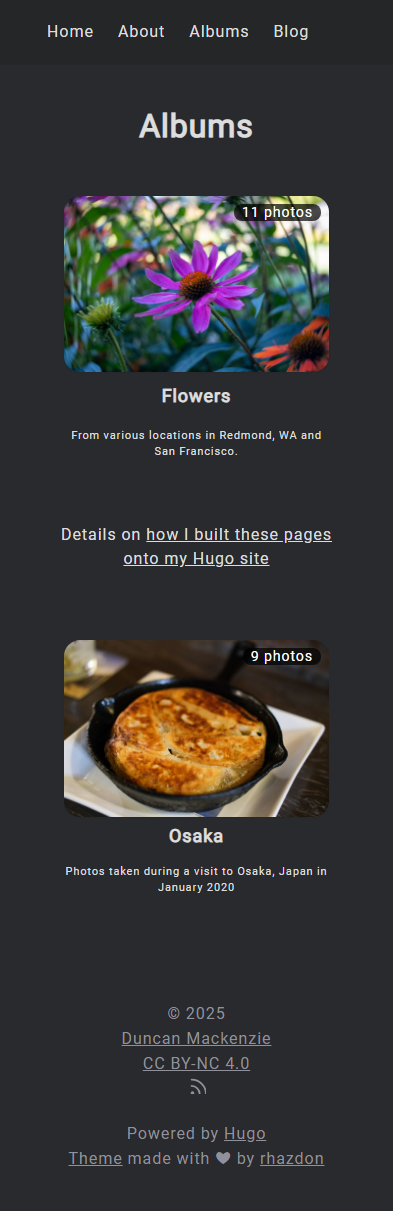 Home About Albums Blog
Albums
11 photos
Flowers
From various locations in Redmond, WA and
San Francisco.
Details on how I built these pages
onto my Hugo site
9 photos
Osaka
Photos taken during a visit to Osaka, Japan in
January 2020
© 2025
Duncan Mackenzie
CC BY-NC 4.0
Powered by Hugo
Theme made with ❤ by rhazdon